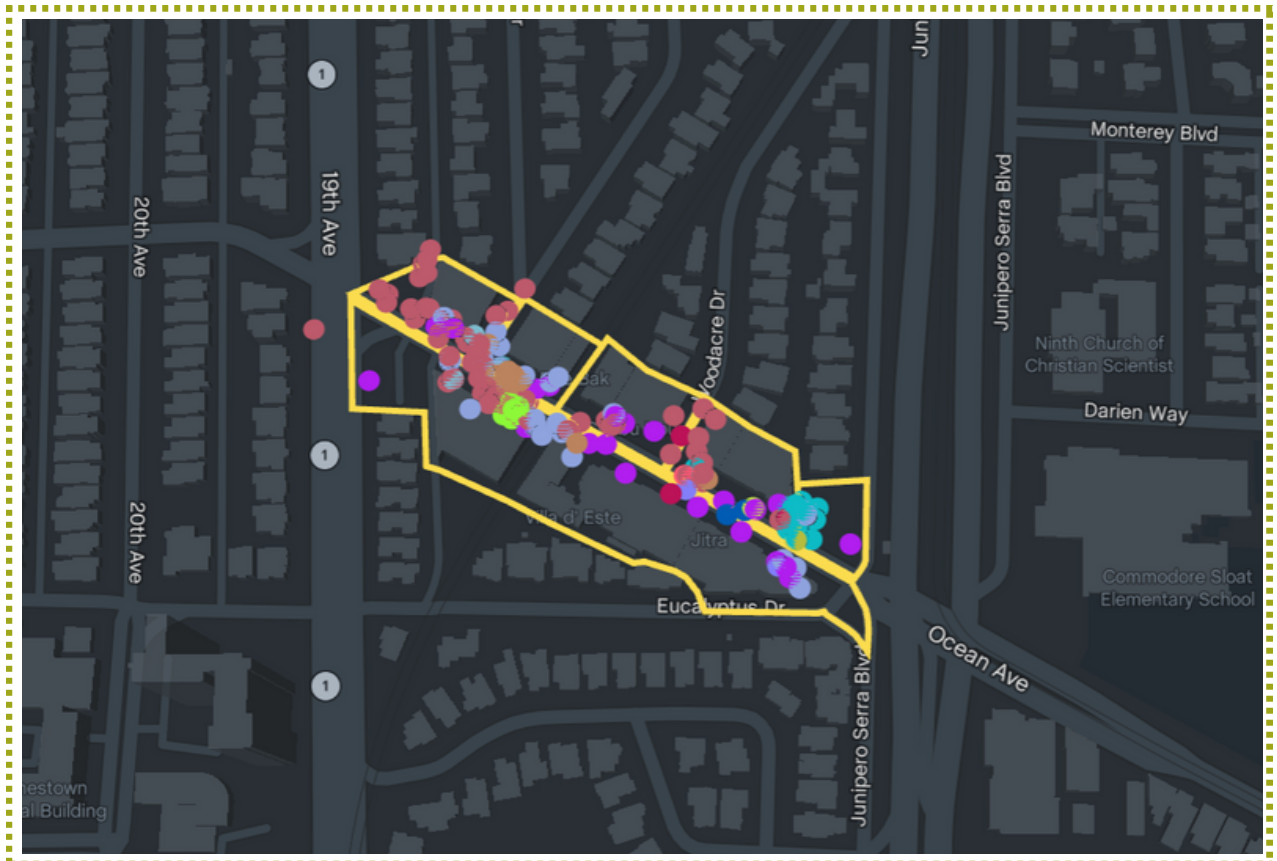 Jun
1
Monterey Blvd
19th Ave
20th Ave
Junipero Serra Blvd
Woodacre Dr
Ninth Church of
Christian Scientist
Darien Way
1
20th Ave
Villa d' Este
Jitra
Commodore Sloat
Elementary School
Eucalyptus Dr
Ocean Ave
1
Junipero Serra Blvd
nestown
al Building